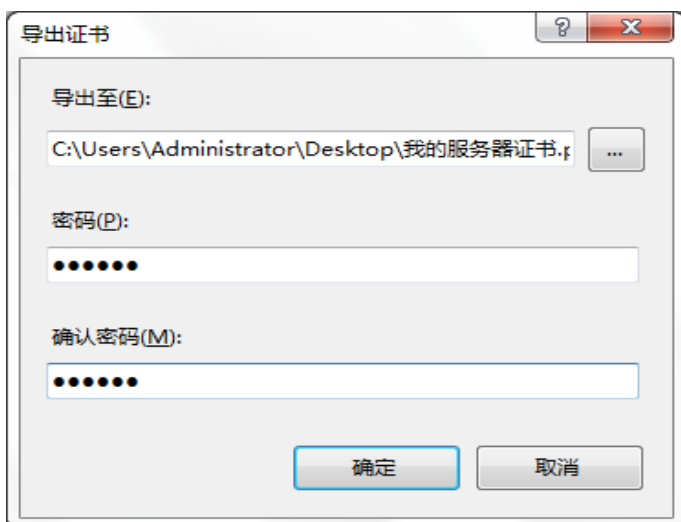 导出证书
导出至(E):
C:\Users\Administrator\Desktop\我的服务器证书.p
...
密码(P):
●●●●●●
确认密码(M):
●●●●●●
确定
取消